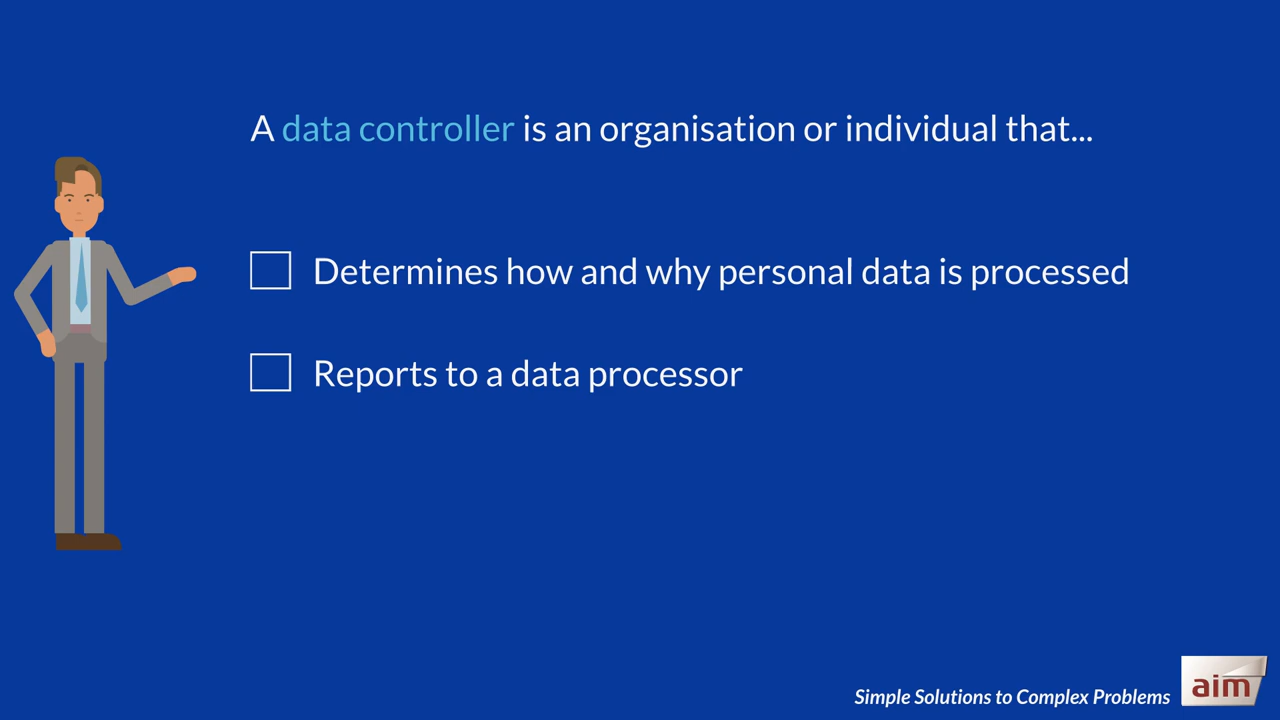 A data controller is an organisation or individual that...
Determines how and why personal data is processed
Reports to a data processor
Simple Solutions to Complex Problems
aim